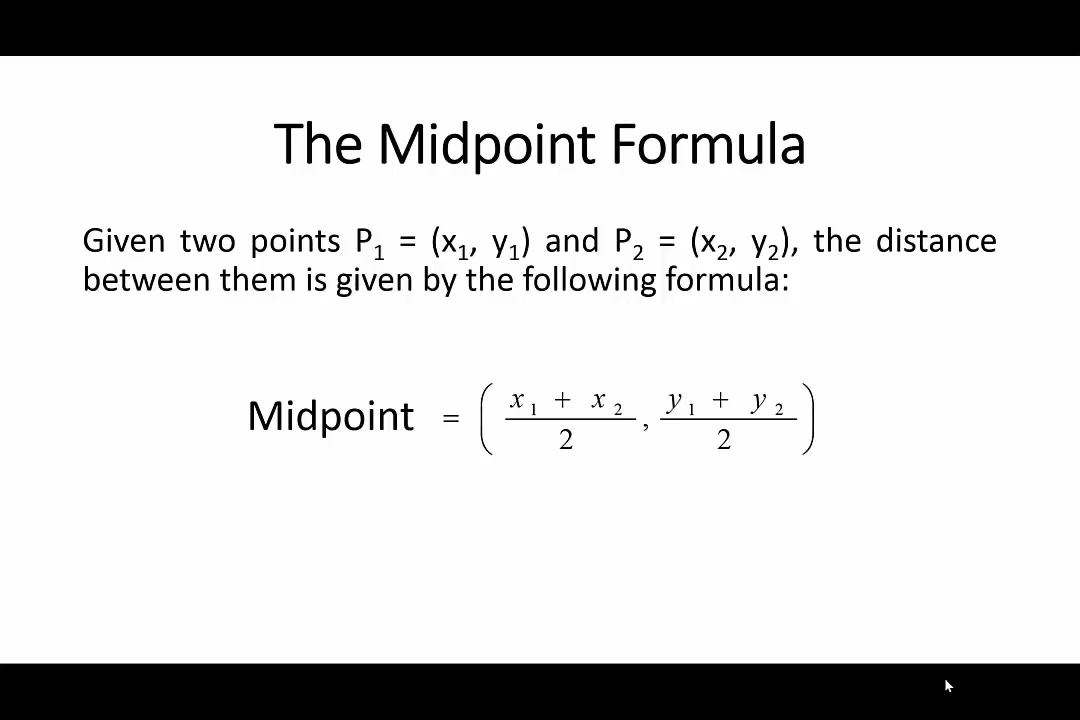 The Midpoint Formula
Given two points P₁ = (x₁, y₁) and P₂ = (x₂, y₂), the distance
between them is given by the following formula:
Midpoint = ( (x₁ + x₂)/2 , (y₁ + y₂)/2 )